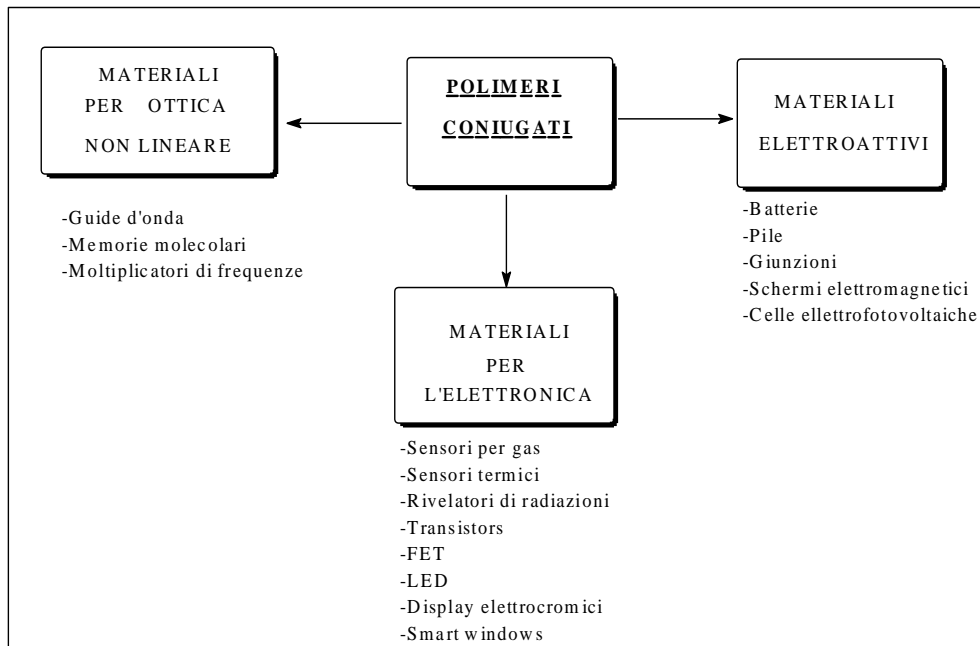 MATERIALI
PER OTTICA
NON LINEARE
-Guide d'onda
-Memorie molecolari
-Moltiplicatori di frequenze
POLIMERI
CONIUGATI
MATERIALI
ELETTROATTIVI
-Batterie
-Pile
-Giunzioni
-Schermi elettromagnetici
-Celle ellettrofotovoltaiche
MATERIALI
PER
L'ELETTRONICA
-Sensori per gas
-Sensori termici
-Rivelatori di radiazioni
-Transistors
-FET
-LED
-Display elettrocromici
-Smart windows